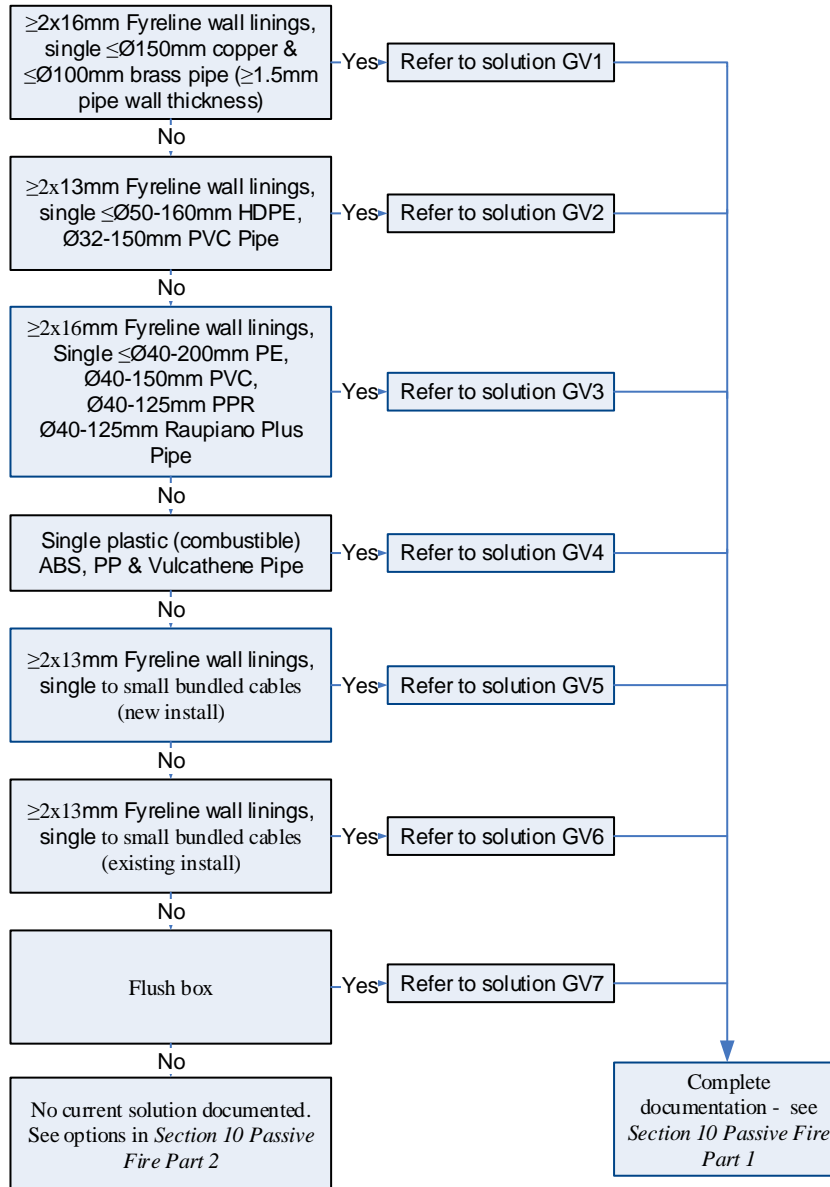 ≥2x16mm Fyreline wall linings,
single ≤Ø150mm copper &
≤Ø100mm brass pipe (≥1.5mm
pipe wall thickness)
Yes
Refer to solution GV1
No
≥2x13mm Fyreline wall linings,
single ≤Ø50-160mm HDPE,
Ø32-150mm PVC Pipe
Yes
Refer to solution GV2
No
≥2x16mm Fyreline wall linings,
Single ≤Ø40-200mm PE,
Ø40-150mm PVC,
Ø40-125mm PPR
Ø40-125mm Raupiano Plus
Pipe
Yes
Refer to solution GV3
No
Single plastic (combustible)
ABS, PP & Vulcathene Pipe
Yes
Refer to solution GV4
No
≥2x13mm Fyreline wall linings,
single to small bundled cables
(new install)
Yes
Refer to solution GV5
No
≥2x13mm Fyreline wall linings,
single to small bundled cables
(existing install)
Yes
Refer to solution GV6
No
Flush box
Yes
Refer to solution GV7
No
No current solution documented.
See options in Section 10 Passive
Fire Part 2
Complete
documentation - see
Section 10 Passive Fire
Part 1